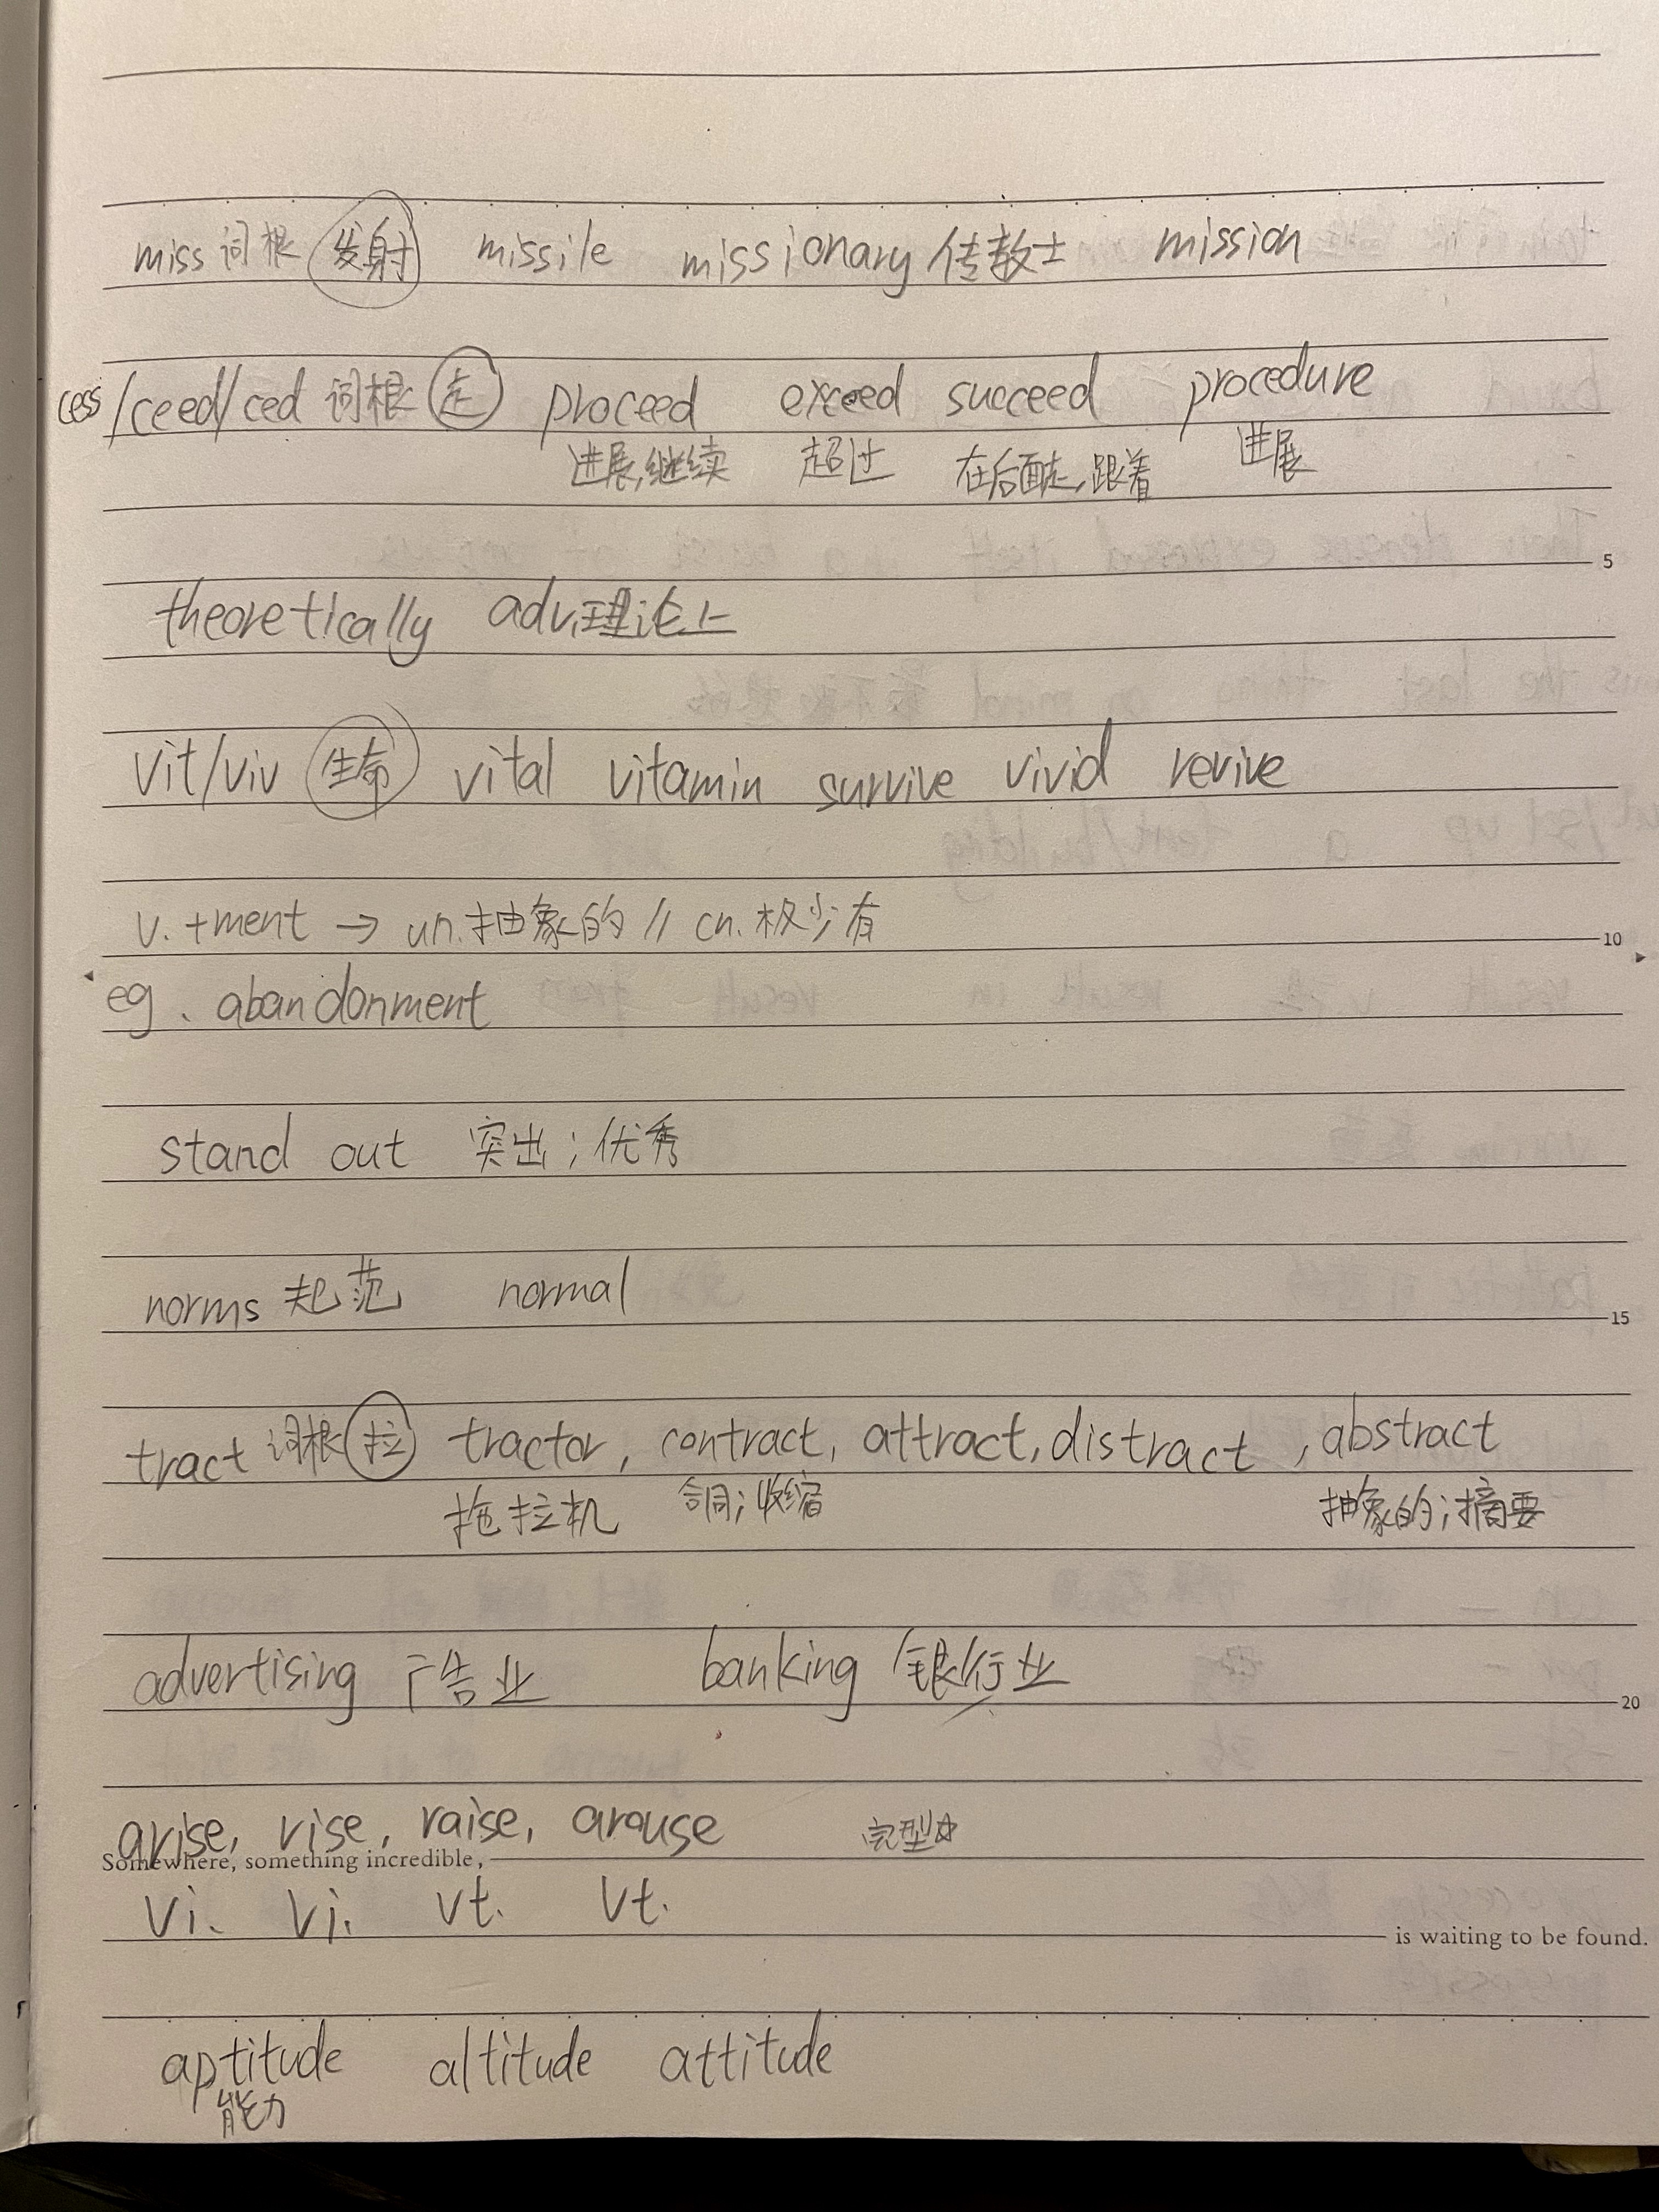 miss 词根 发射 missile missionary 传教士 mission
cess/ceed/ced 词根 走 proceed exceed succeed procedure
进展,继续 超过 在后醒,跟着 进展
theoretically adv.理论上
5
vit/viv 生命 vital vitamin survive vivid revive
v.+ment → un.抽象的 // cn.极少有
10
eg. abandonment
stand out 突出;优秀
norms 规范 normal
15
tract 词根 拉 tractor, contract, attract, distract, abstract
拖拉机 合同;收缩 抽象的;摘要
advertising 广告业 banking 银行业
20
arise, rise, raise, arouse
somewhere, something incredible,
vi. vi. vt. vt.
is waiting to be found.
aptitude altitude attitude
能力